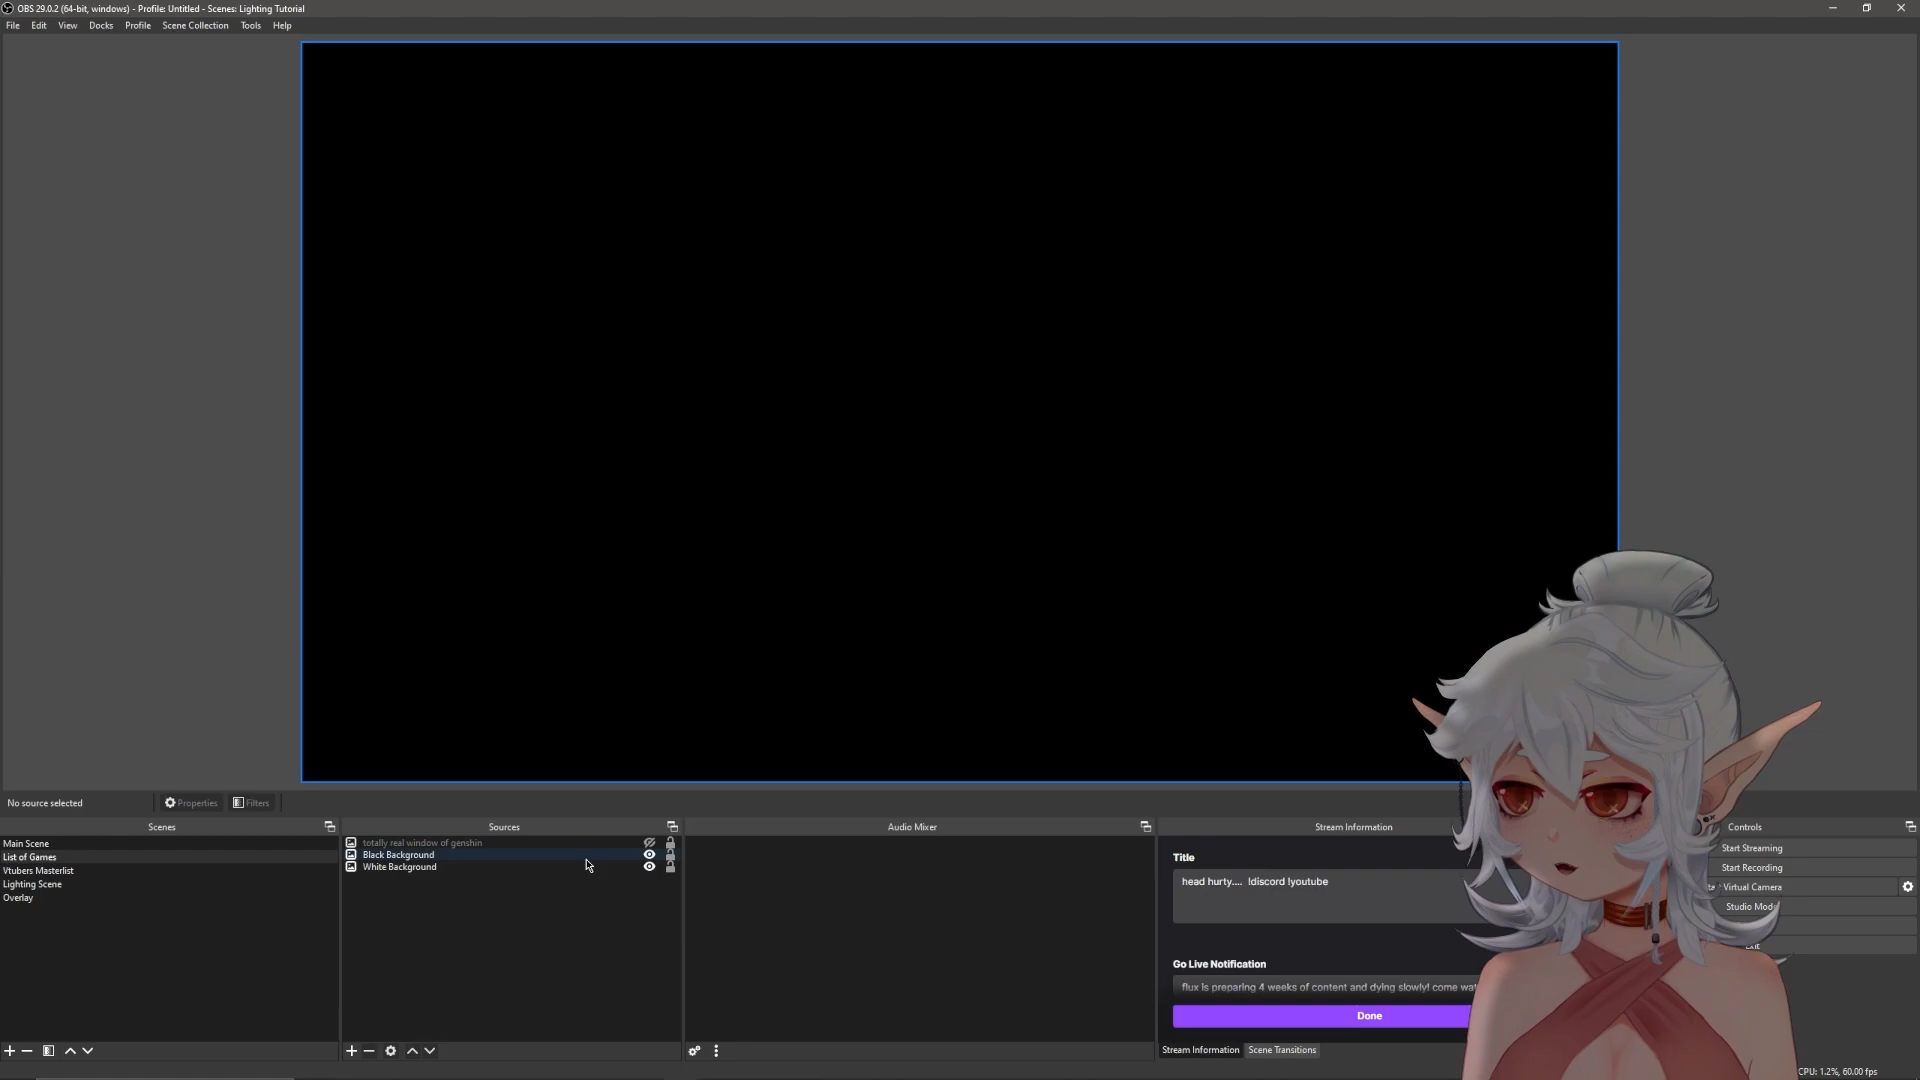 OBS 29.0.2 (64-bit, windows) - Profile: Untitled - Scenes: Lighting Tutorial
File Edit View Docks Profile Scene Collection Tools Help
No source selected
Properties
Filters
Scenes
Main Scene
List of Games
Vtubers Masterlist
Lighting Scene
Overlay
Sources
totally real window of genshin
Black Background
White Background
Audio Mixer
Stream Information
Title
head hurty.... !discord !youtube
Go Live Notification
flux is preparing 4 weeks of content and dying slowly! come
Done
Stream Information
Scene Transitions
Controls
Start Streaming
Start Recording
Virtual Camera
Studio
Exit
CPU: 1.2%, 60.00 fps